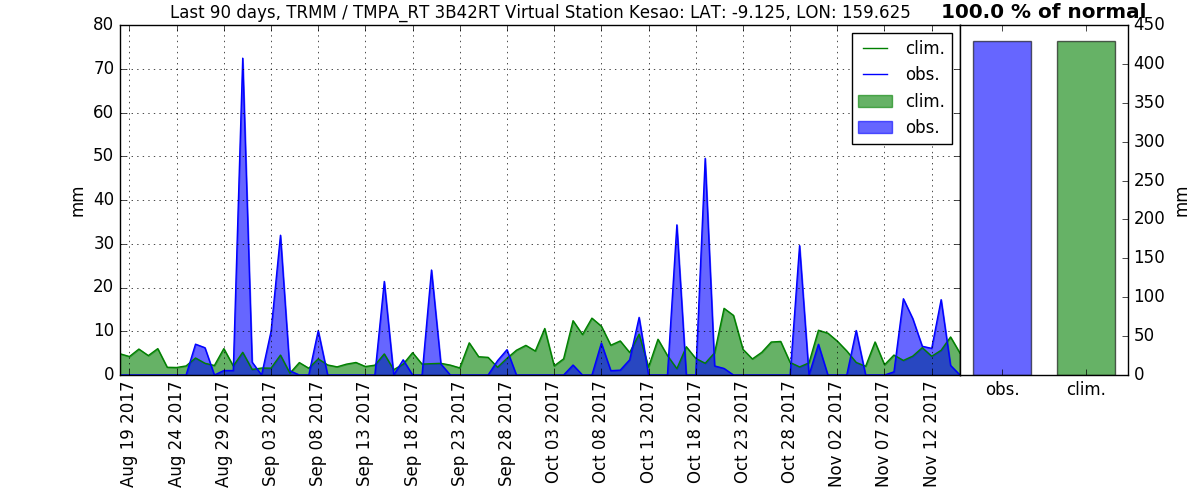 Last 90 days, TRMM / TMPA_RT 3B42RT Virtual Station Kesao: LAT: -9.125, LON: 159.625
100.0 % of normal
80
70
60
50
40
30
20
10
0
mm
clim.
obs.
clim.
obs.
450
400
350
300
250
200
150
100
50
0
mm
Aug 19 2017
Aug 24 2017
Aug 29 2017
Sep 03 2017
Sep 08 2017
Sep 13 2017
Sep 18 2017
Sep 23 2017
Sep 28 2017
Oct 03 2017
Oct 08 2017
Oct 13 2017
Oct 18 2017
Oct 23 2017
Oct 28 2017
Nov 02 2017
Nov 07 2017
Nov 12 2017
obs.
clim.